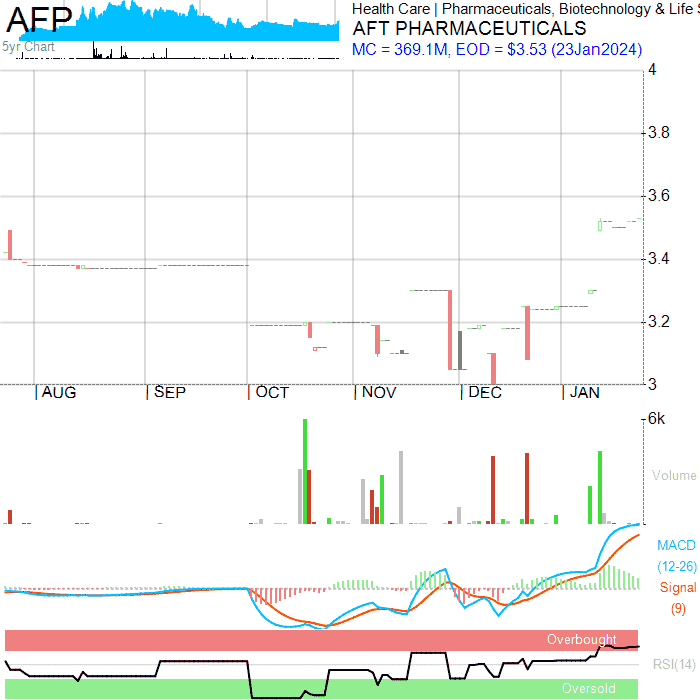 AFP
5yr Chart
Health Care | Pharmaceuticals, Biotechnology & Life S
AFT PHARMACEUTICALS
MC = 369.1M, EOD = $3.53 (23Jan2024)
4
3.8
3.6
3.4
3.2
3
AUG SEP OCT NOV DEC JAN
6k
Volume
MACD
(12-26)
Signal
(9)
Overbought
RSI(14)
Oversold